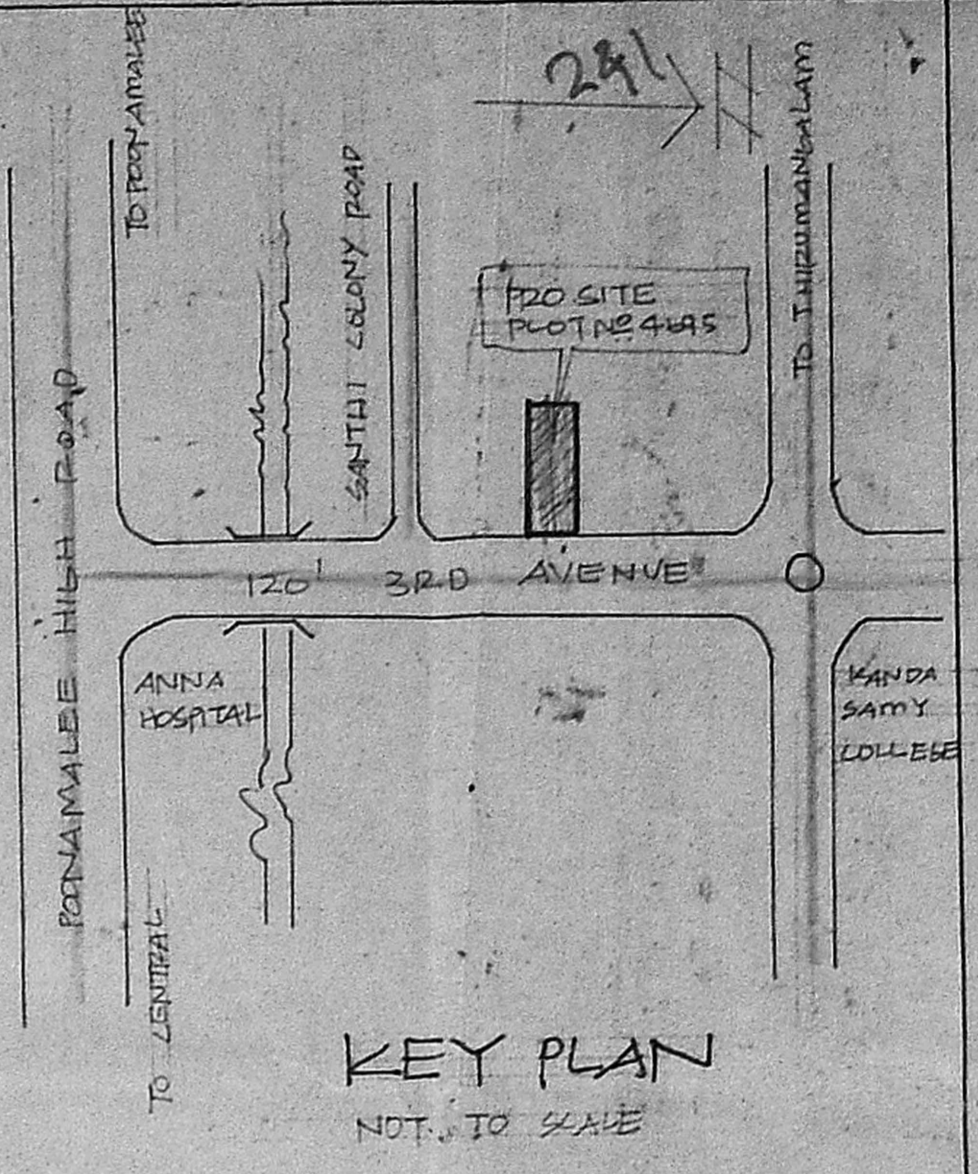 TO POONAMALEE
241
TO THIRUMANGALAM
SANTHI COLONY ROAD
PRO SITE
PLOT NO 4695
POONAMALEE HIGH ROAD
120' 3RD AVENUE
ANNA
HOSPITAL
KANDA
SAMY
COLLEGE
TO CENTRAL
KEY PLAN
NOT TO SCALE